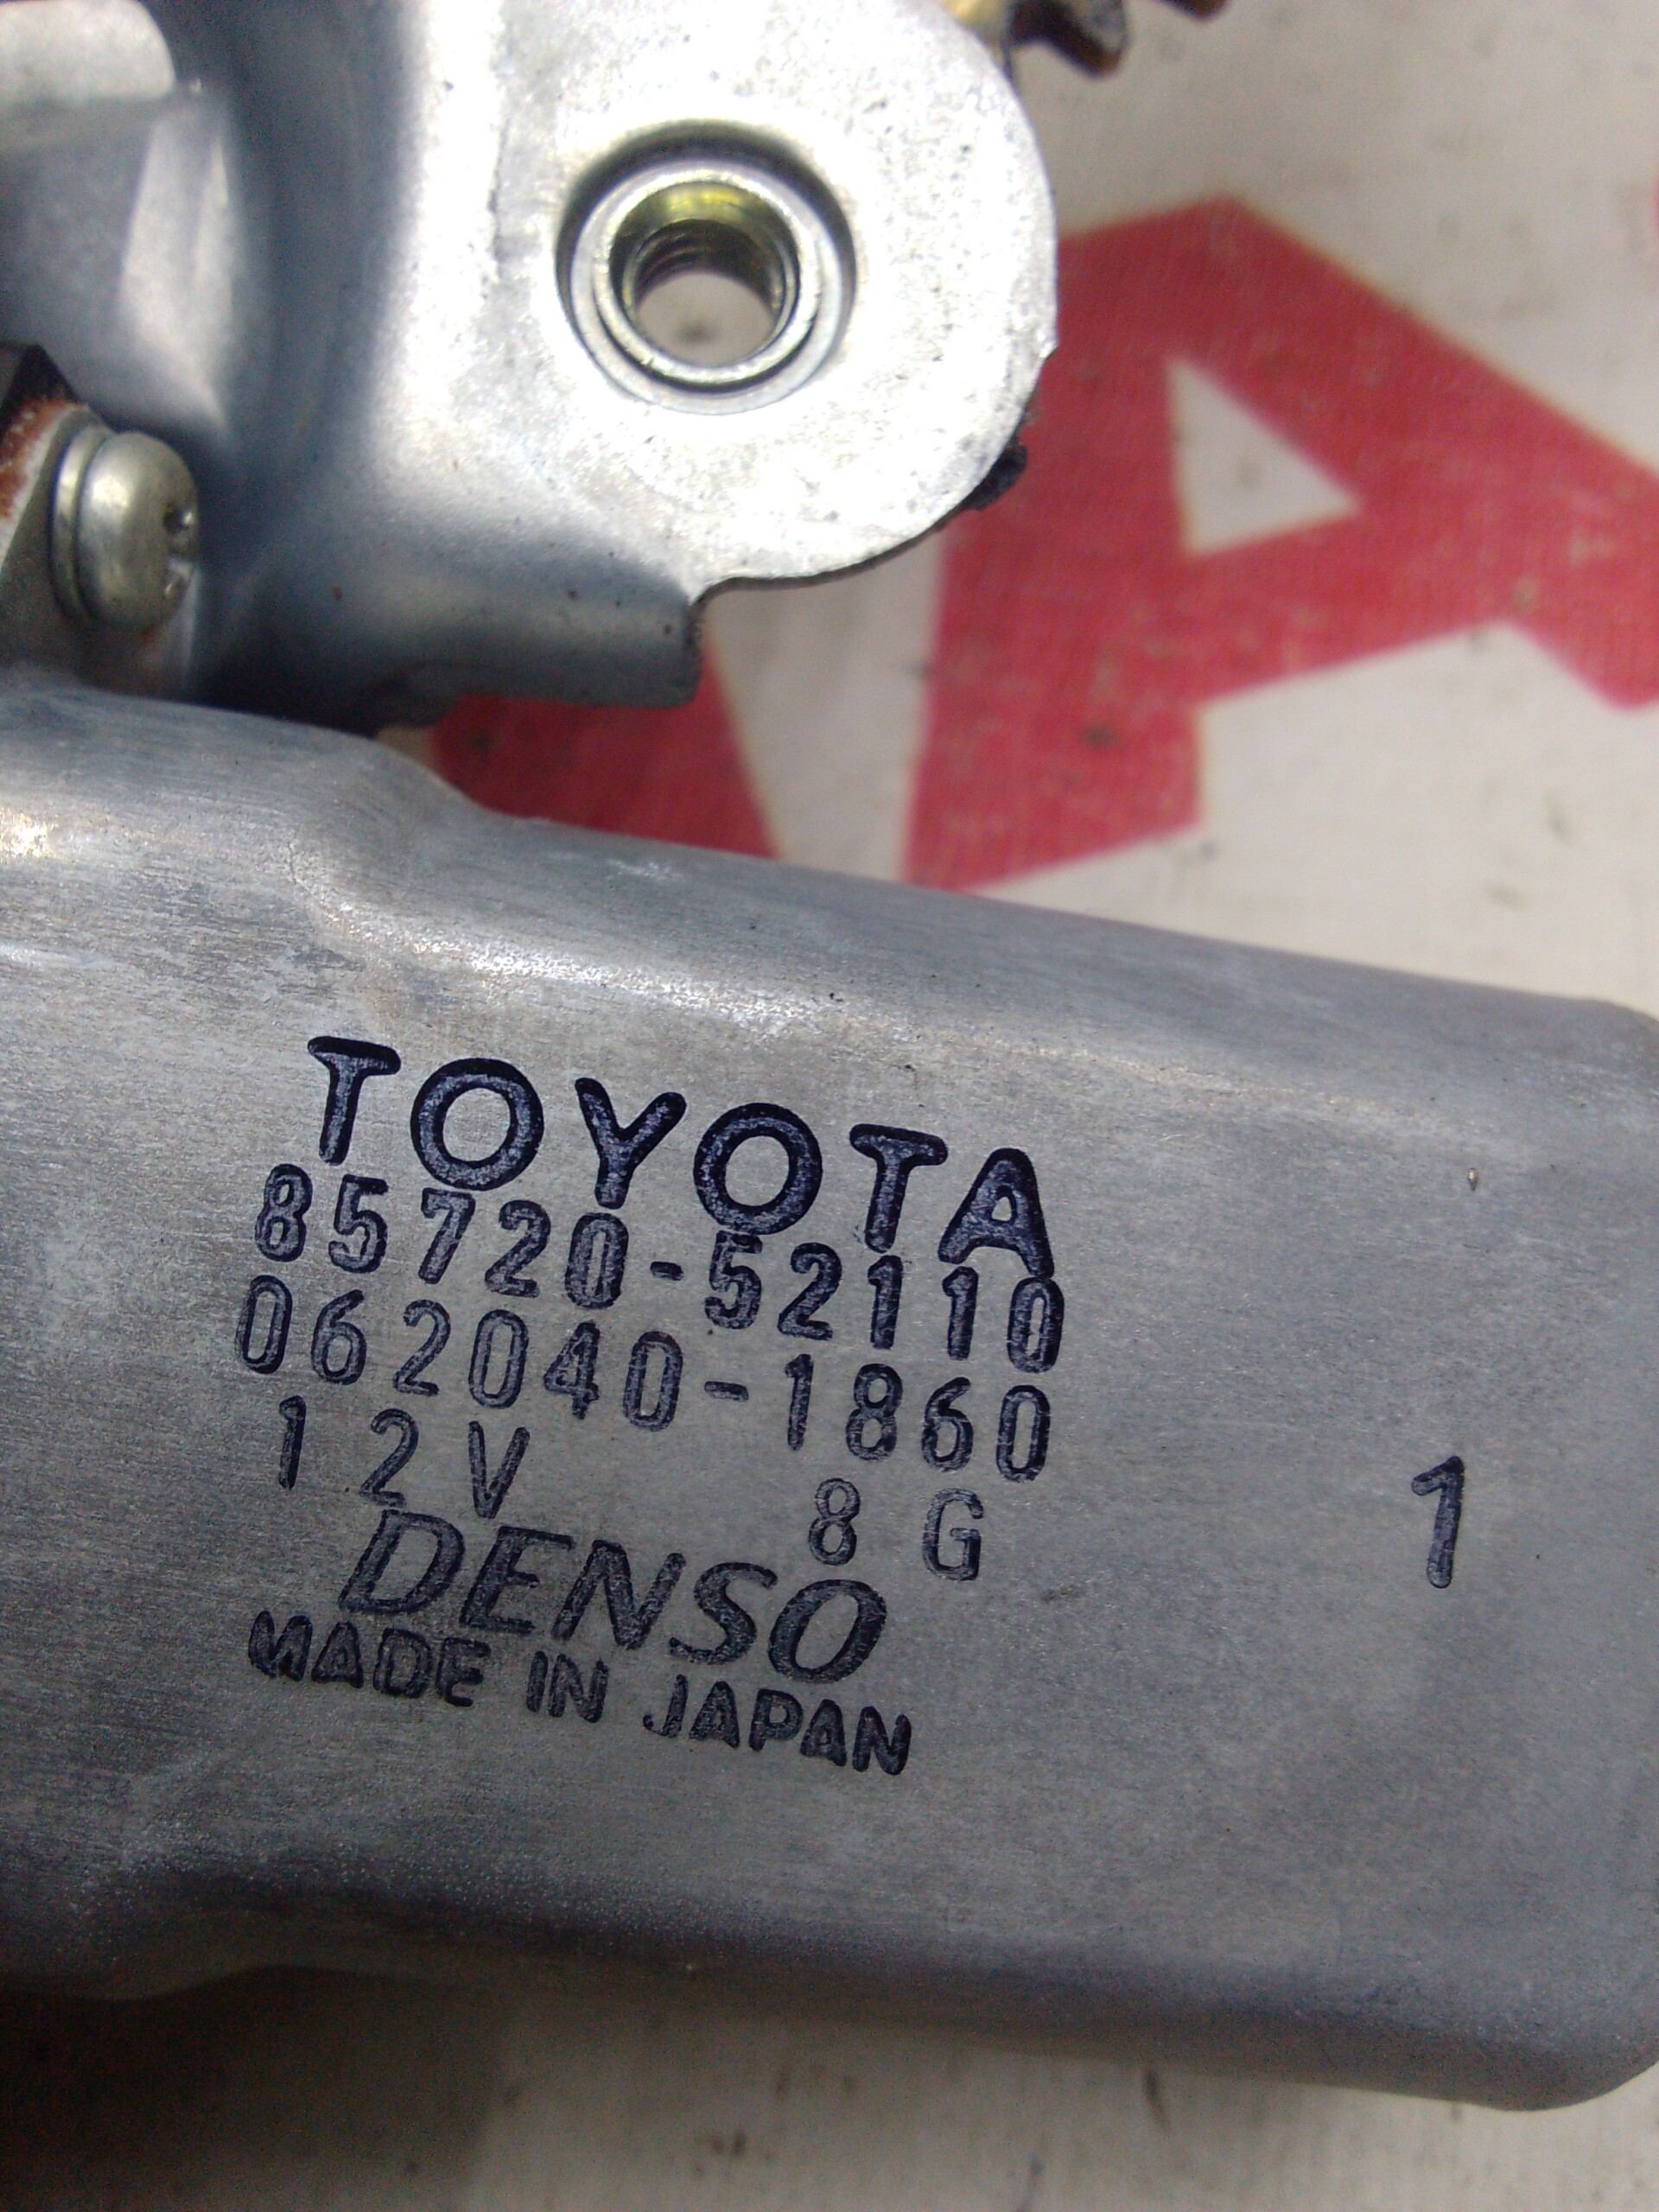 TOYOTA
85720-52110
062040-1860
12V 8G
1
DENSO
MADE IN JAPAN